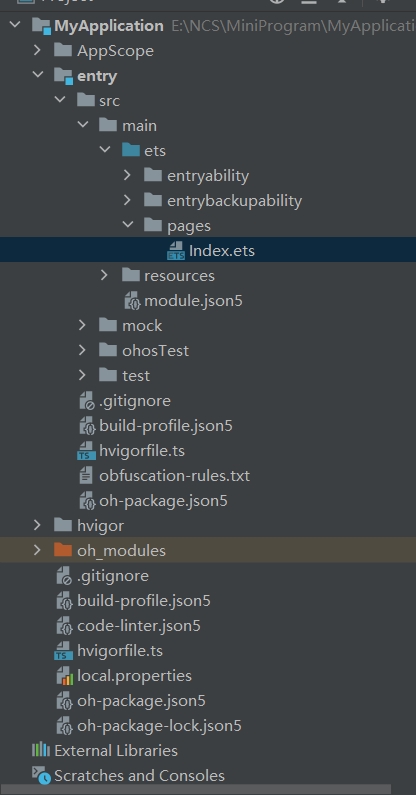 MyApplication E:\NCS\MiniProgram\MyApplicati
AppScope
entry
src
main
ets
entryability
entrybackupability
pages
Index.ets
resources
module.json5
mock
ohosTest
test
.gitignore
build-profile.json5
hvigorfile.ts
obfuscation-rules.txt
oh-package.json5
hvigor
oh_modules
.gitignore
build-profile.json5
code-linter.json5
hvigorfile.ts
local.properties
oh-package.json5
oh-package-lock.json5
External Libraries
Scratches and Consoles